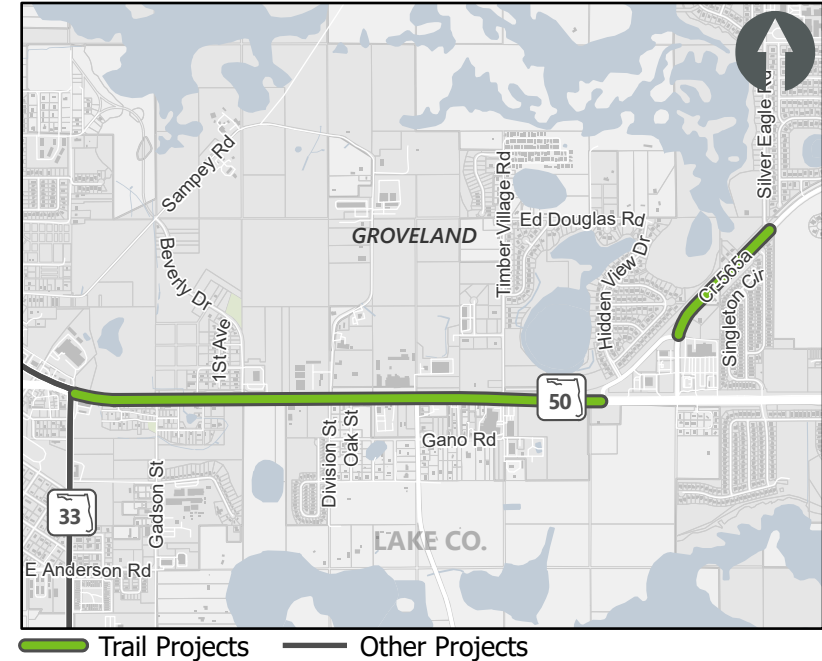 Silver Eagle Rd
Sampey Rd
Timber Village Rd
Ed Douglas Rd
GROVELAND
Beverly Dr
Hidden View Dr
Cr-565a
Singleton Cir
1St Ave
50
Division St
Oak St
Gano Rd
Gadson St
33
LAKE CO.
E Anderson Rd
Trail Projects
Other Projects